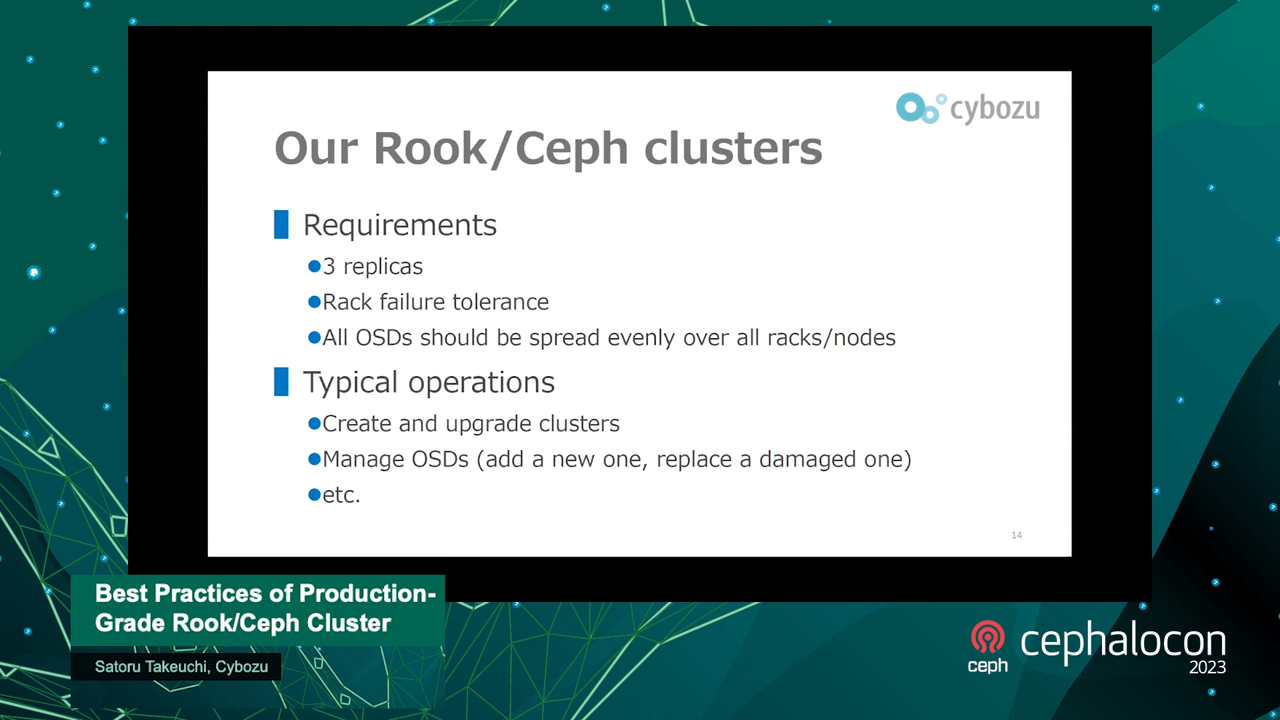 cybozu
Our Rook/Ceph clusters
Requirements
3 replicas
Rack failure tolerance
All OSDs should be spread evenly over all racks/nodes
Typical operations
Create and upgrade clusters
Manage OSDs (add a new one, replace a damaged one)
etc.
14
Best Practices of Production-
Grade Rook/Ceph Cluster
Satoru Takeuchi, Cybozu
ceph
cephalocon
2023